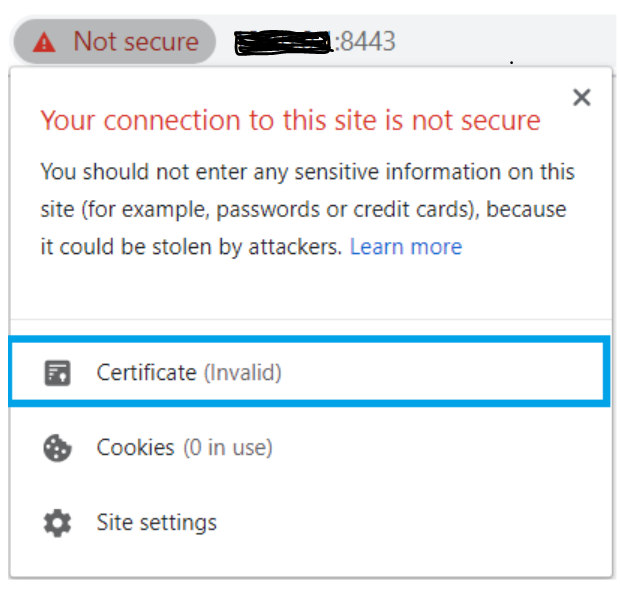 Not secure :8443
Your connection to this site is not secure
You should not enter any sensitive information on this
site (for example, passwords or credit cards), because
it could be stolen by attackers. Learn more
Certificate (Invalid)
Cookies (0 in use)
Site settings